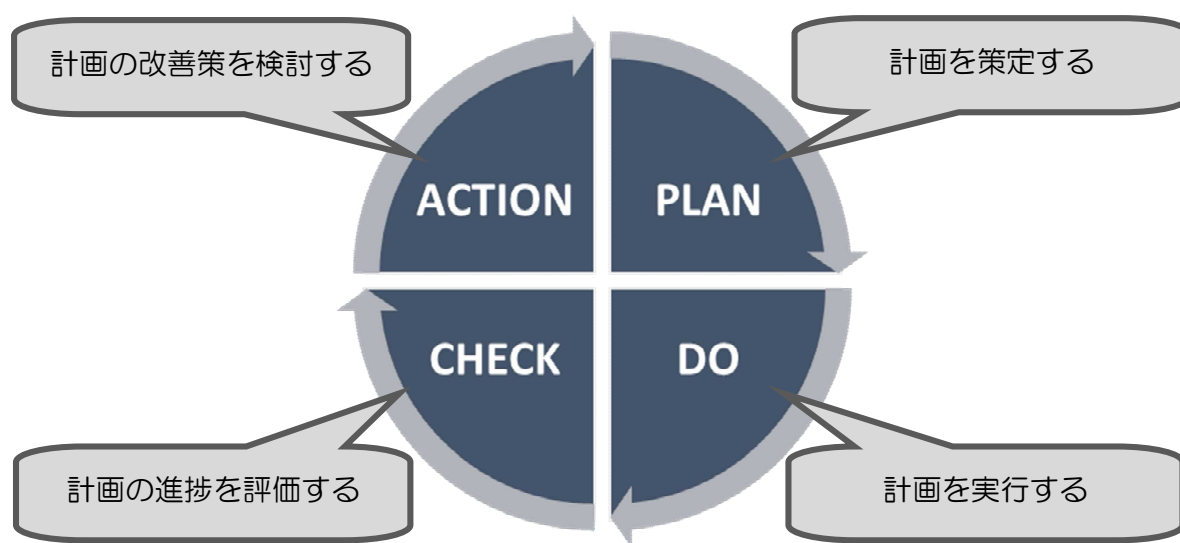 計画の改善策を検討する
計画を策定する
ACTION
PLAN
CHECK
DO
計画の進捗を評価する
計画を実行する